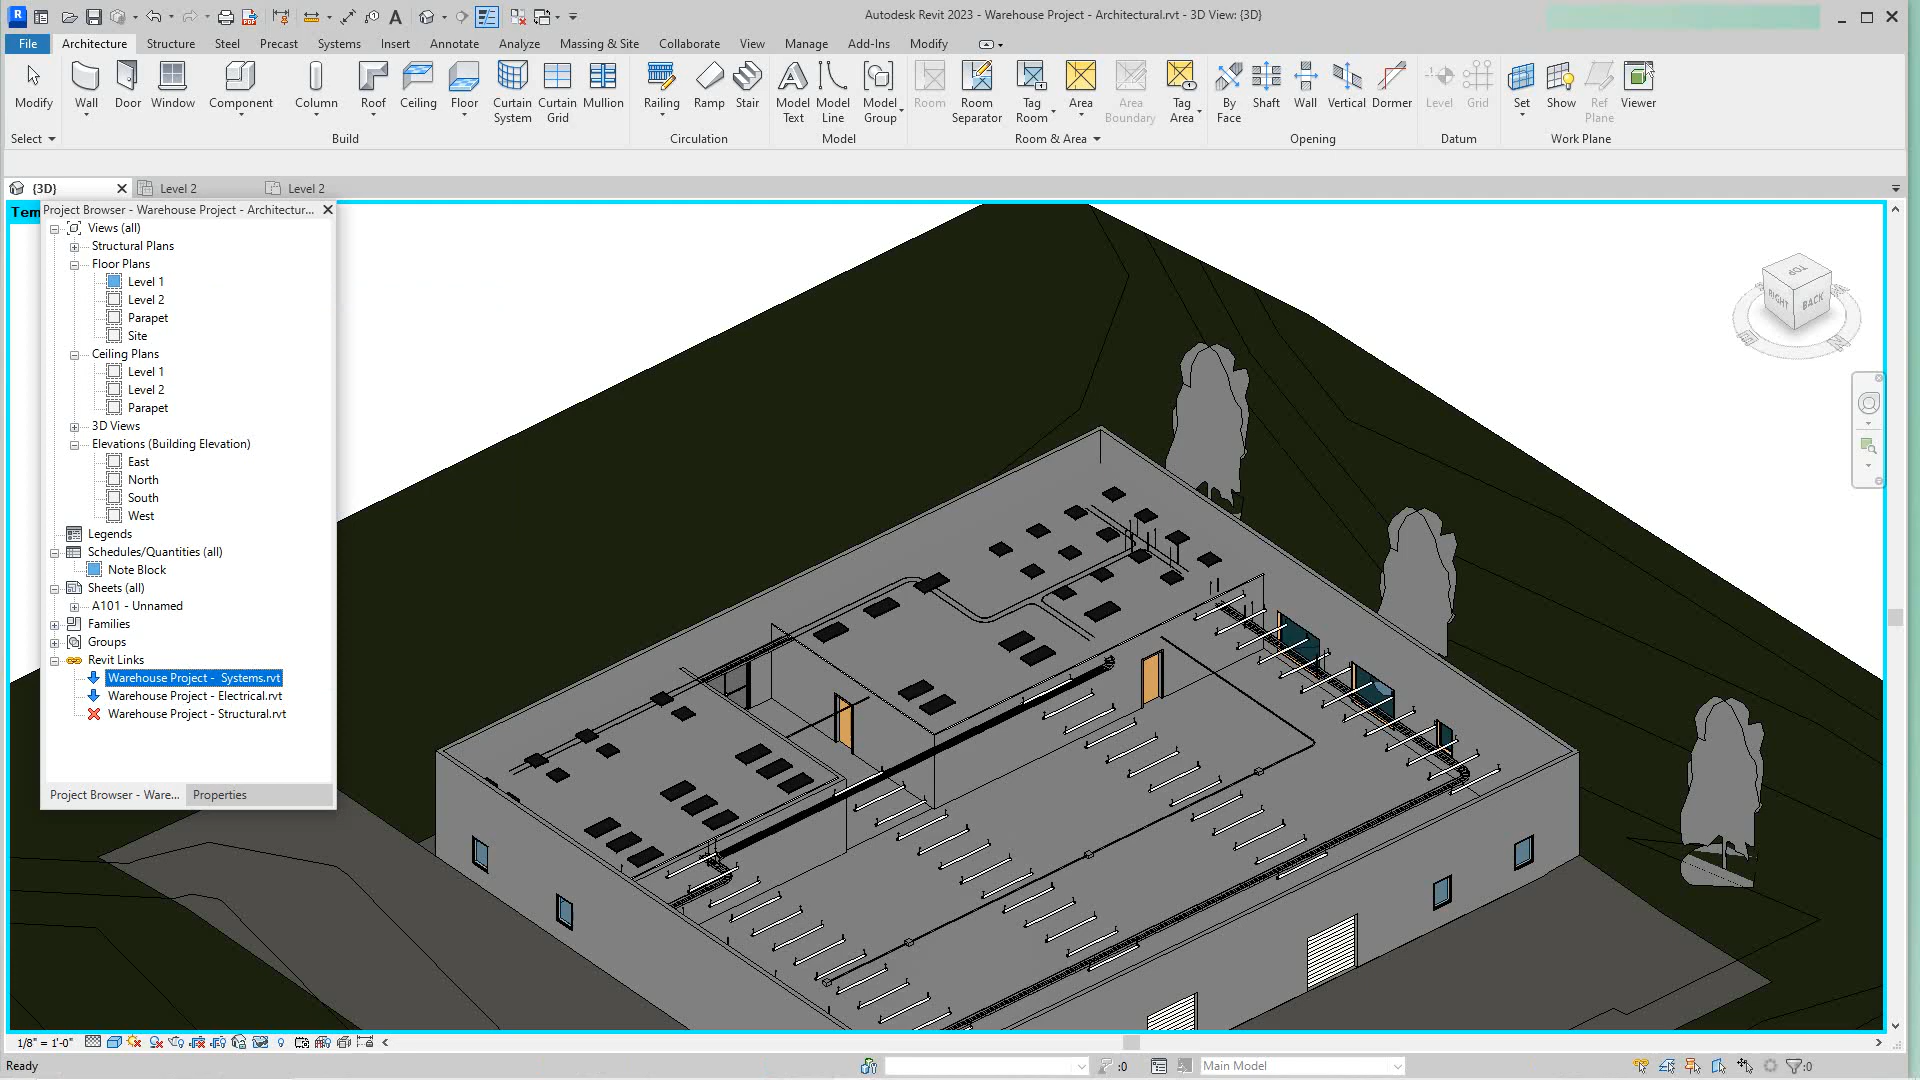 Autodesk Revit 2023 - Warehouse Project - Architectural.rvt - 3D View: {3D}
File Architecture Structure Steel Precast Systems Insert Annotate Analyze Massing & Site Collaborate View Manage Add-Ins Modify
Modify Wall Door Window Component Column Roof Ceiling Floor Curtain System Curtain Grid Mullion Railing Ramp Stair Model Text Model Line Model Group Room Room Separator Tag Room Area Area Boundary Tag Area By Face Shaft Wall Vertical Dormer Level Grid Set Show Ref Plane Viewer
Select Build Circulation Model Room & Area Opening Datum Work Plane
{3D} Level 2 Level 2
Tem
Project Browser - Warehouse Project - Architectur...
Views (all)
Structural Plans
Floor Plans
Level 1
Level 2
Parapet
Site
Ceiling Plans
Level 1
Level 2
Parapet
3D Views
Elevations (Building Elevation)
East
North
South
West
Legends
Schedules/Quantities (all)
Note Block
Sheets (all)
A101 - Unnamed
Families
Groups
Revit Links
Warehouse Project - Systems.rvt
Warehouse Project - Electrical.rvt
Warehouse Project - Structural.rvt
Project Browser - Ware... Properties
TOP
RIGHT BACK
1/8" = 1'-0"
Ready :0 Main Model :0